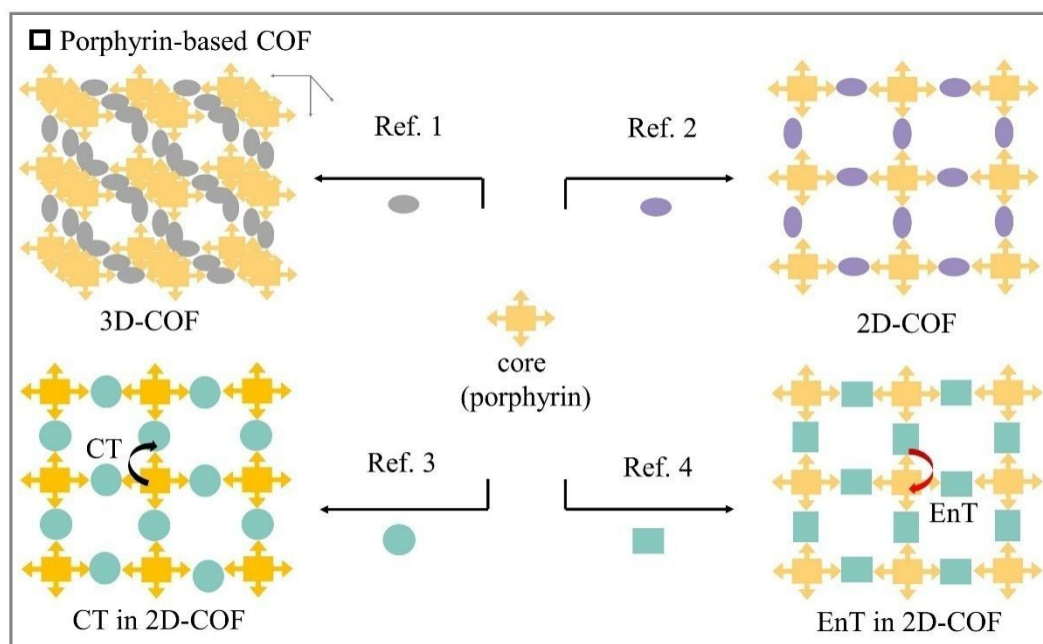 Porphyrin-based COF
Ref. 1
Ref. 2
3D-COF
2D-COF
core
(porphyrin)
CT
Ref. 3
Ref. 4
EnT
CT in 2D-COF
EnT in 2D-COF